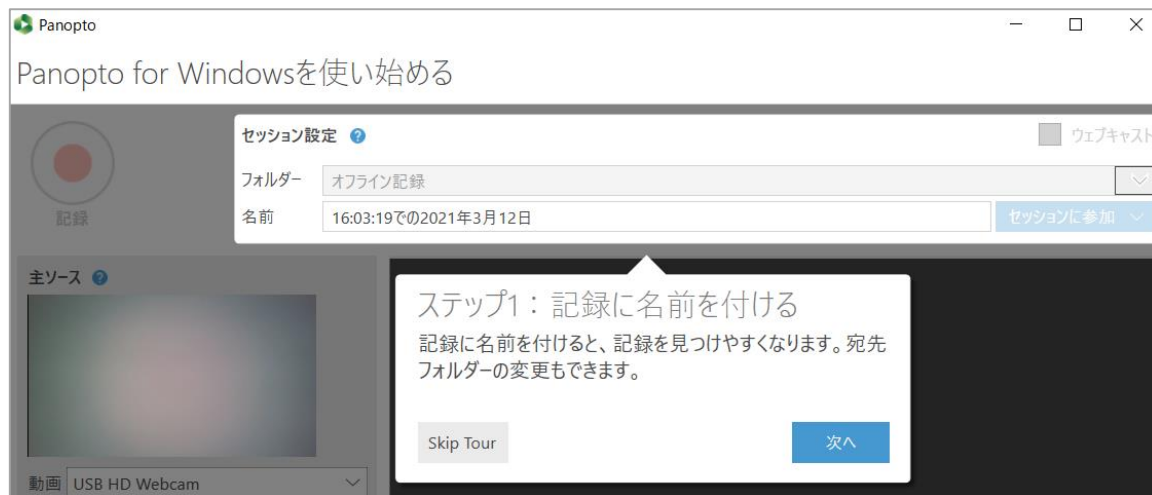 Panopto
Panopto for Windowsを使い始める
セッション設定
ウェブキャスト
フォルダー オフライン記録
名前 16:03:19での2021年3月12日 セッションに参加
記録
主ソース
ステップ1：記録に名前を付ける
記録に名前を付けると、記録を見つけやすくなります。宛先
フォルダーの変更もできます。
Skip Tour 次へ
動画 USB HD Webcam